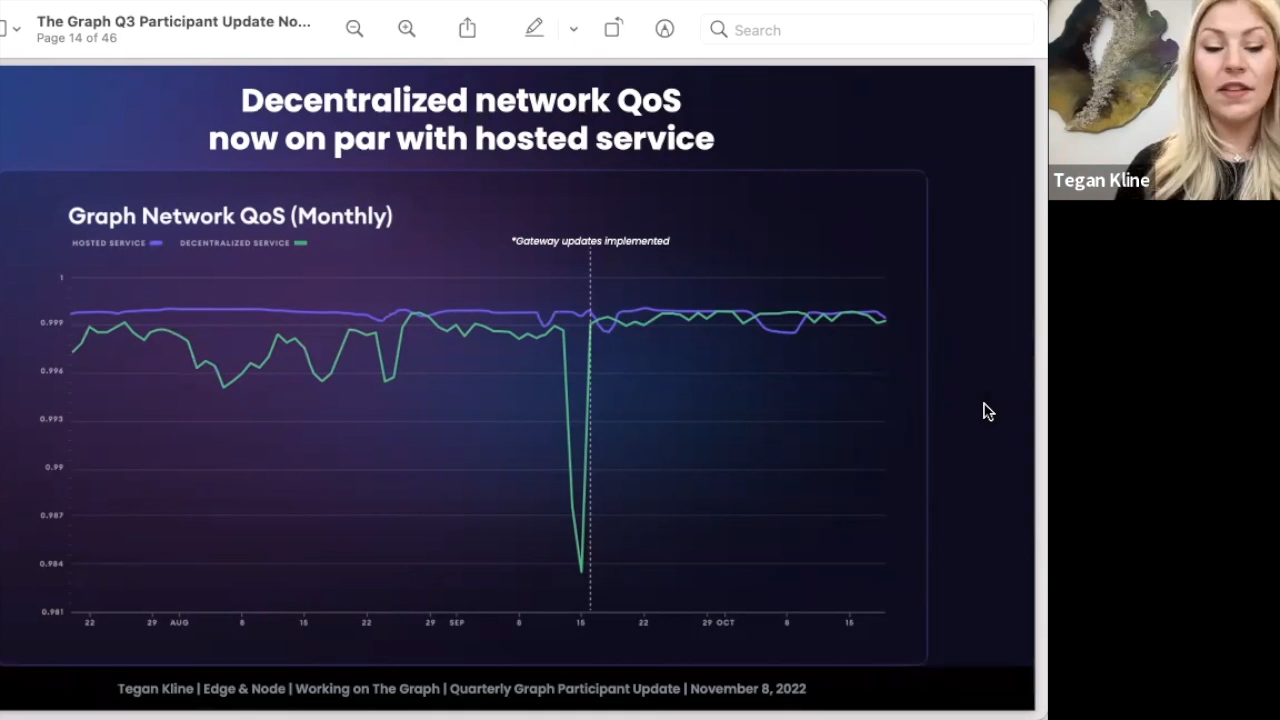 The Graph Q3 Participant Update No...
Page 14 of 46
Search
Tegan Kline
Decentralized network QoS
now on par with hosted service
Graph Network QoS (Monthly)
HOSTED SERVICE DECENTRALIZED SERVICE
*Gateway updates implemented
1
0.999
0.996
0.993
0.99
0.987
0.984
0.981
22 29 AUG 8 15 22 29 SEP 8 15 22 29 OCT 8 15
Tegan Kline | Edge & Node | Working on The Graph | Quarterly Graph Participant Update | November 8, 2022